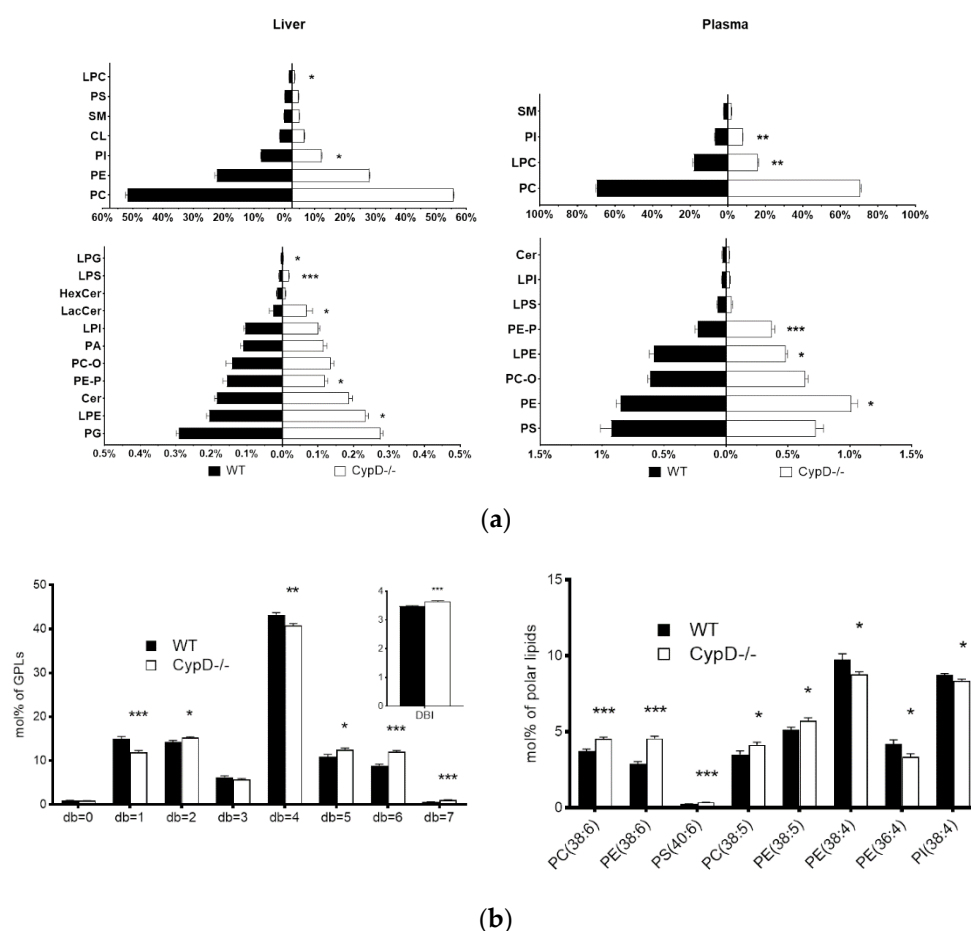 Liver
Plasma
LPC
*
PS
SM
CL
PI
*
PE
PC
60% 50% 40% 30% 20% 10% 0% 10% 20% 30% 40% 50% 60%
SM
PI
**
LPC
**
PC
100% 80% 60% 40% 20% 0% 20% 40% 60% 80% 100%
LPG
*
LPS
***
HexCer
LacCer
*
LPI
PA
PC-O
PE-P
*
Cer
LPE
*
PG
0.5% 0.4% 0.3% 0.2% 0.1% 0.0% 0.1% 0.2% 0.3% 0.4% 0.5%
WT CypD-/-
Cer
LPI
LPS
PE-P
***
LPE
*
PC-O
PE
*
PS
1.5% 1% 0.5% 0.0% 0.5% 1.0% 1.5%
WT CypD-/-
(a)
mol% of GPLs
50
40
30
20
10
0
WT
CypD-/-
*** * ** * *** ***
db=0 db=1 db=2 db=3 db=4 db=5 db=6 db=7
***
4
3
2
1
0
DBI
mol% of polar lipids
15
10
5
0
WT
CypD-/-
*** *** *** * * * * *
PC(38:6) PE(38:6) PS(40:6) PC(38:5) PE(38:5) PE(38:4) PE(36:4) PI(38:4)
(b)